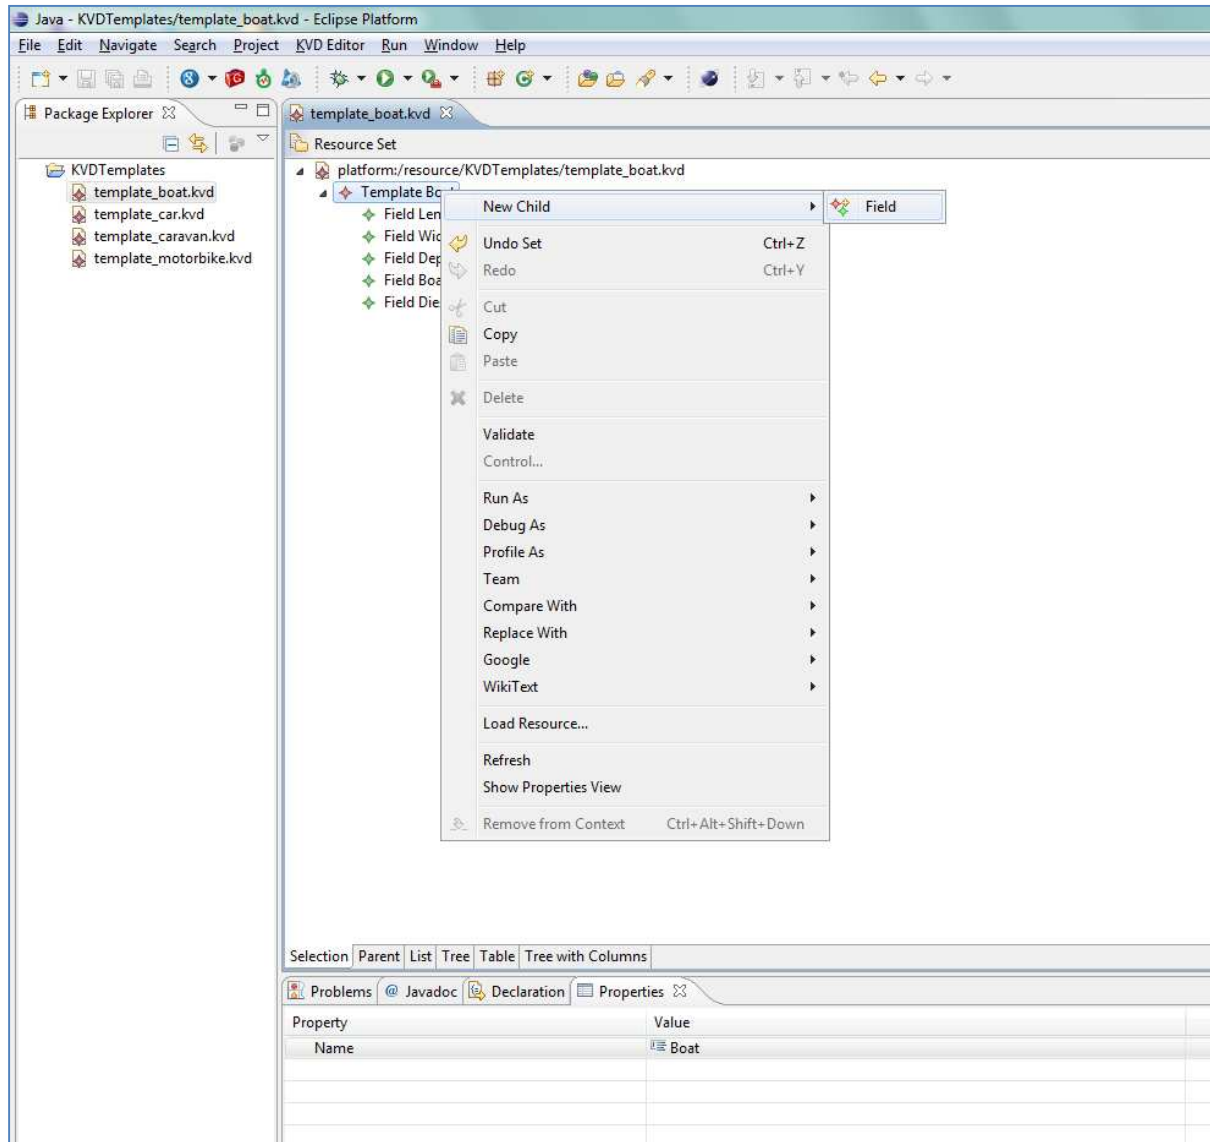 Java - KVDTemplates/template_boat.kvd - Eclipse Platform
File Edit Navigate Search Project KVD Editor Run Window Help
Package Explorer
template_boat.kvd
Resource Set
KVDTemplates
template_boat.kvd
template_car.kvd
template_caravan.kvd
template_motorbike.kvd
platform:/resource/KVDTemplates/template_boat.kvd
Template
Field Len
Field Wid
Field Dep
Field Boa
Field Die
New Child
Field
Undo Set Ctrl+Z
Redo Ctrl+Y
Cut
Copy
Paste
Delete
Validate
Control...
Run As
Debug As
Profile As
Team
Compare With
Replace With
Google
WikiText
Load Resource...
Refresh
Show Properties View
Remove from Context Ctrl+Alt+Shift+Down
Selection Parent List Tree Table Tree with Columns
Problems @ Javadoc Declaration Properties
Property Value
Name Boat